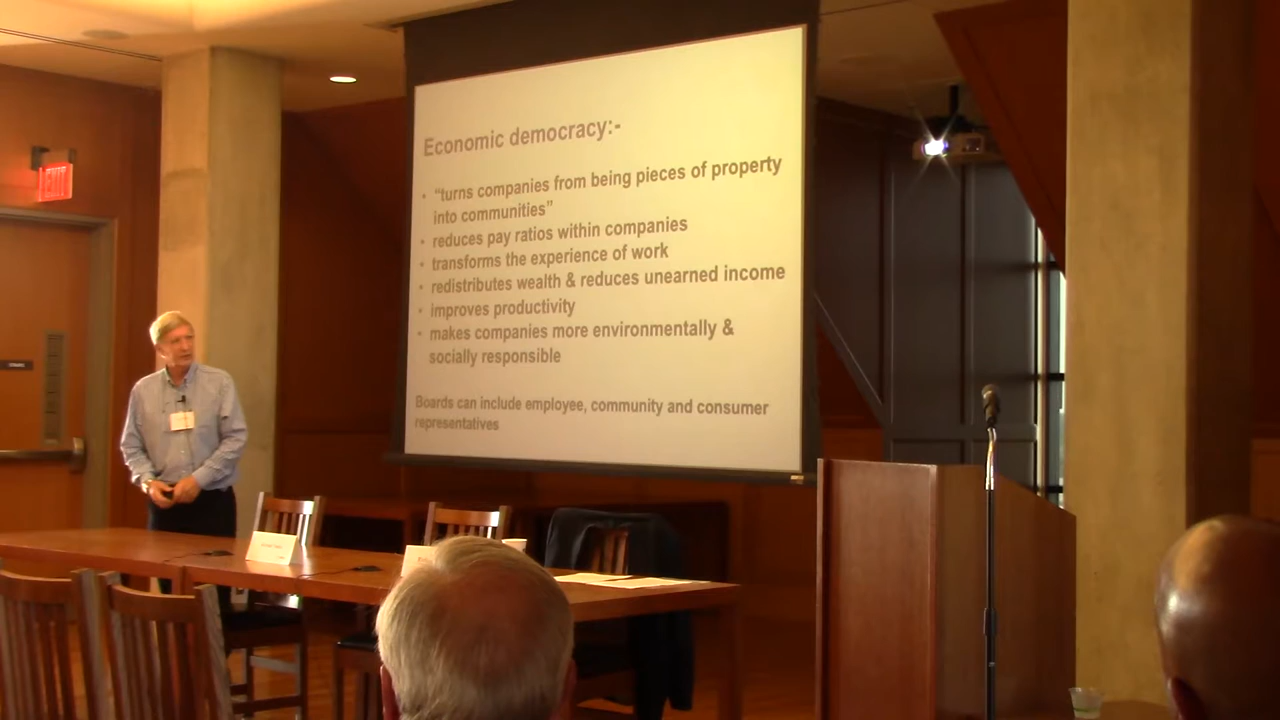 Economic democracy:-
• “turns companies from being pieces of property
into communities”
• reduces pay ratios within companies
• transforms the experience of work
• redistributes wealth & reduces unearned income
• improves productivity
• makes companies more environmentally &
socially responsible
Boards can include employee, community and consumer
representatives
EXIT